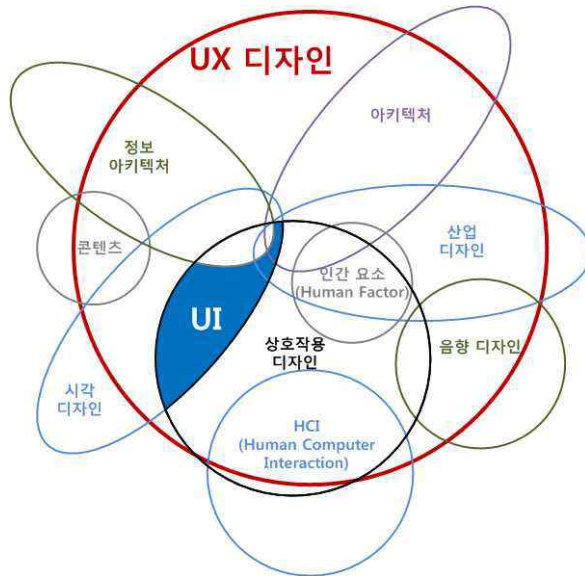 UX 디자인
아키텍처
정보
아키텍처
콘텐츠
산업
디자인
인간 요소
(Human Factor)
UI
상호작용
디자인
음향 디자인
시각
디자인
HCI
(Human Computer
Interaction)